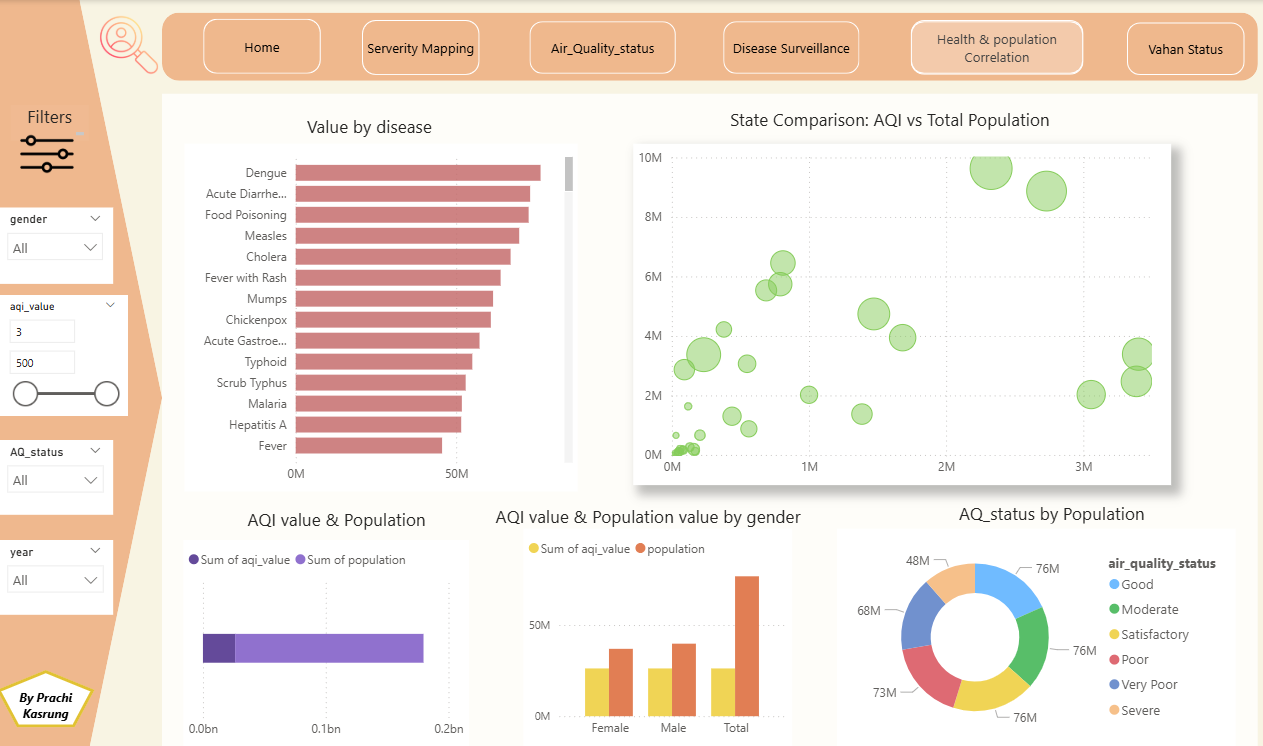 Home
Serverity Mapping
Air_Quality_status
Disease Surveillance
Health & population
Correlation
Vahan Status
Filters
gender
All
aqi_value
3
500
AQ_status
All
year
All
By Prachi
Kasrung
Value by disease
Dengue
Acute Diarrhe...
Food Poisoning
Measles
Cholera
Fever with Rash
Mumps
Chickenpox
Acute Gastroe...
Typhoid
Scrub Typhus
Malaria
Hepatitis A
Fever
0M
50M
State Comparison: AQI vs Total Population
10M
8M
6M
4M
2M
0M
0M
1M
2M
3M
AQI value & Population
Sum of aqi_value
Sum of population
0.0bn
0.1bn
0.2bn
AQI value & Population value by gender
Sum of aqi_value
population
50M
0M
Female
Male
Total
AQ_status by Population
48M
76M
68M
76M
73M
76M
air_quality_status
Good
Moderate
Satisfactory
Poor
Very Poor
Severe